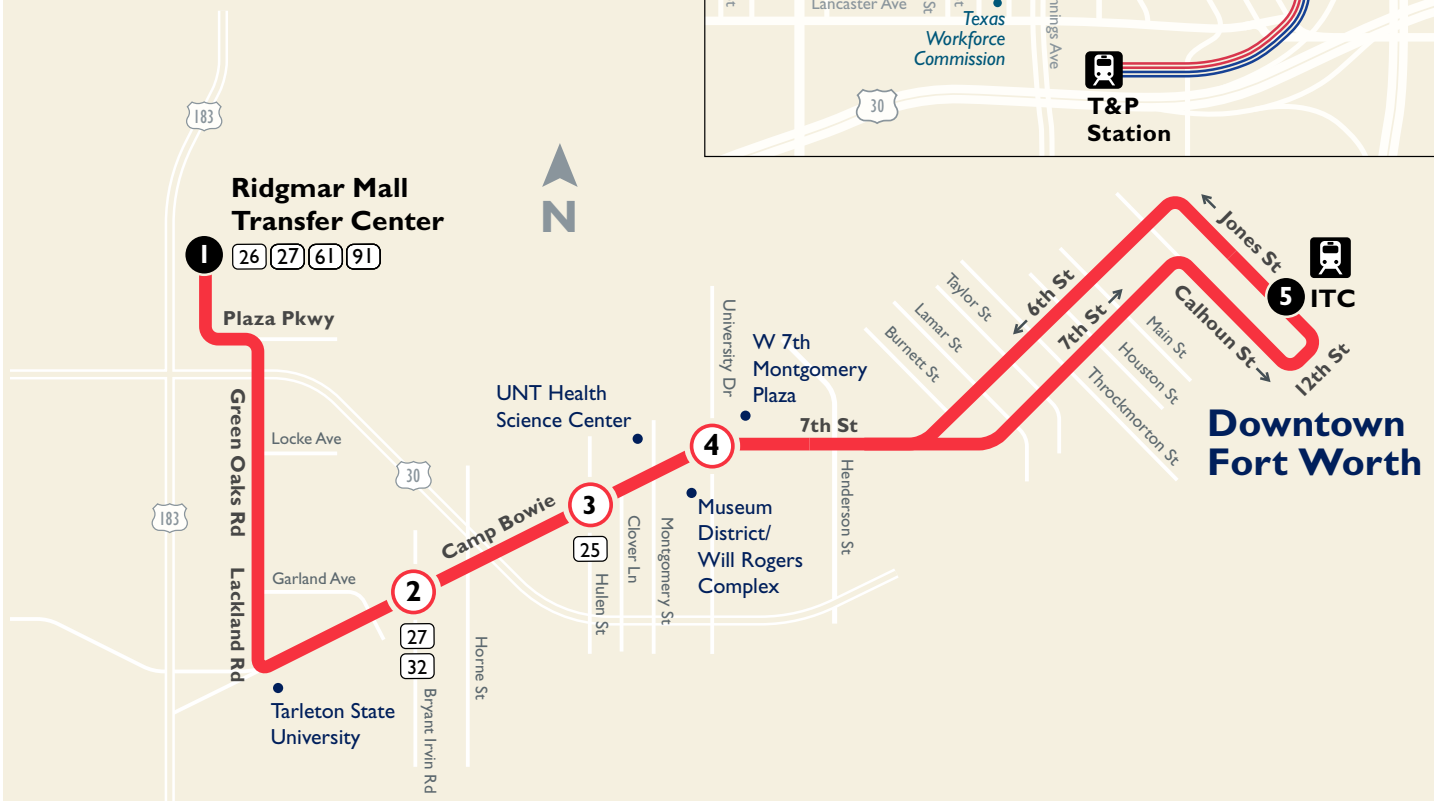 Lancaster Ave
St
Texas
Workforce
Commission
nnings Ave
30
T&P
Station
183
Ridgmar Mall
Transfer Center
1
26
27
61
91
N
Plaza Pkwy
Green Oaks Rd
Locke Ave
30
183
Garland Ave
Lackland Rd
Tarleton State
University
2
27
32
Bryant Irvin Rd
Horne St
Camp Bowie
3
25
Hulen St
Clover Ln
Montgomery St
UNT Health
Science Center
4
University Dr
W 7th
Montgomery
Plaza
Museum
District/
Will Rogers
Complex
7th St
Henderson St
Burnett St
Lamar St
Taylor St
← 6th St
7th St →
Throckmorton St
Houston St
Main St
Calhoun St →
← Jones St
5
ITC
12th St
Downtown
Fort Worth